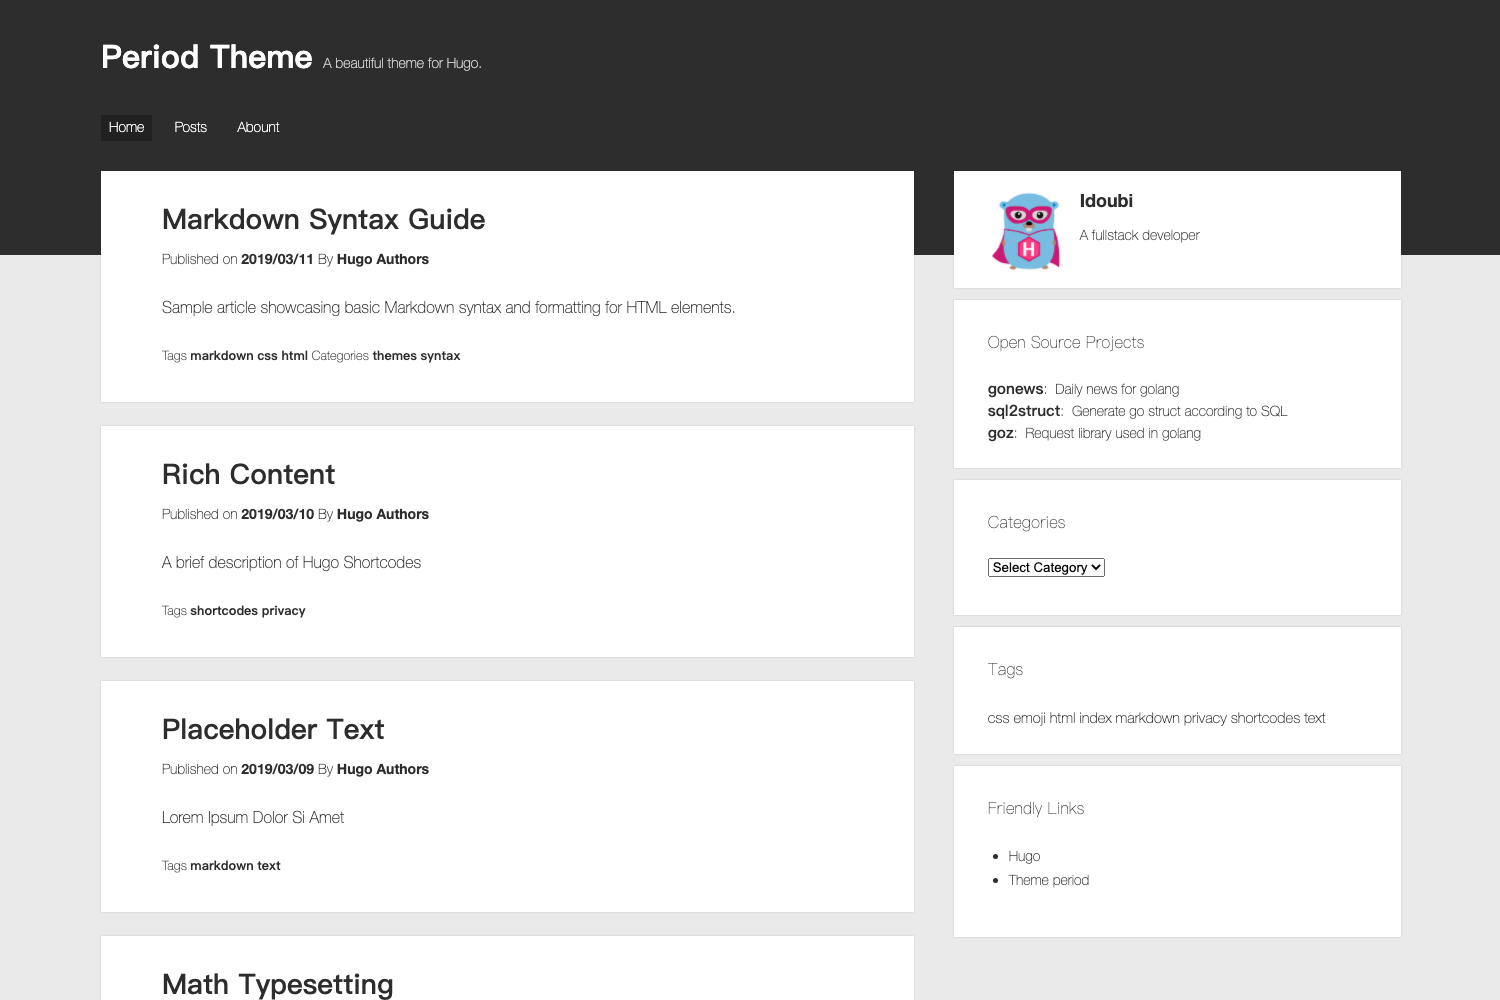 Period Theme A beautiful theme for Hugo.
Home Posts Abount
Markdown Syntax Guide
Published on 2019/03/11 By Hugo Authors
Sample article showcasing basic Markdown syntax and formatting for HTML elements.
Tags markdown css html Categories themes syntax
Rich Content
Published on 2019/03/10 By Hugo Authors
A brief description of Hugo Shortcodes
Tags shortcodes privacy
Placeholder Text
Published on 2019/03/09 By Hugo Authors
Lorem Ipsum Dolor Si Amet
Tags markdown text
Math Typesetting
H
Idoubi
A fullstack developer
Open Source Projects
gonews: Daily news for golang
sql2struct: Generate go struct according to SQL
goz: Request library used in golang
Categories
Select Category
Tags
css emoji html index markdown privacy shortcodes text
Friendly Links
Hugo
Theme period